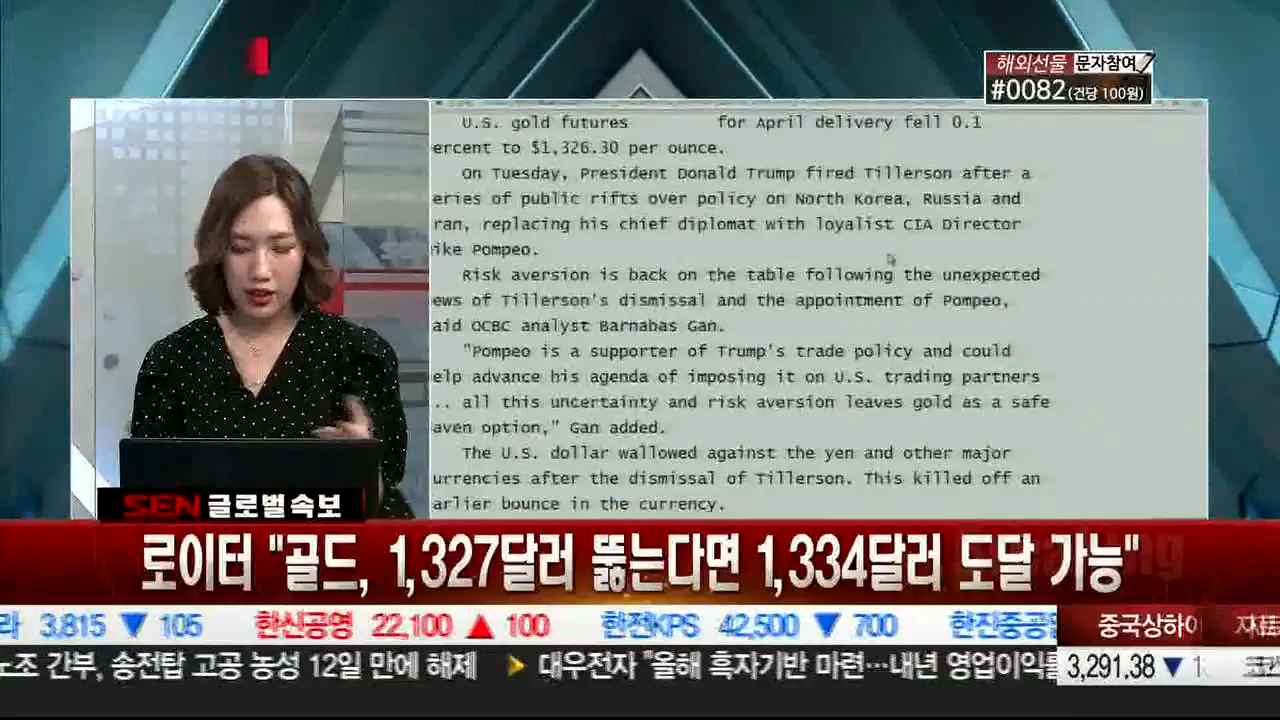 해외선물 문자참여
#0082(건당 100원)
U.S. gold futures for April delivery fell 0.1
ercent to $1,326.30 per ounce.
On Tuesday, President Donald Trump fired Tillerson after a
eries of public rifts over policy on North Korea, Russia and
ran, replacing his chief diplomat with loyalist CIA Director
ike Pompeo.
Risk aversion is back on the table following the unexpected
ews of Tillerson's dismissal and the appointment of Pompeo,
aid OCBC analyst Barnabas Gan.
"Pompeo is a supporter of Trump's trade policy and could
elp advance his agenda of imposing it on U.S. trading partners
.. all this uncertainty and risk aversion leaves gold as a safe
aven option," Gan added.
The U.S. dollar wallowed against the yen and other major
urrencies after the dismissal of Tillerson. This killed off an
arlier bounce in the currency.
SEN 글로벌속보
로이터 "골드, 1,327달러 뚫는다면 1,334달러 도달 가능"
라 3,815 ▼ 105 한신공영 22,100 ▲ 100 한전KPS 42,500 ▼ 700 한진중공 중국상하이
노조 간부, 송전탑 고공 농성 12일 만에 해제 ▶ 대우전자 "올해 흑자기반 마련…내년 영업이익률 3,291.38 ▼